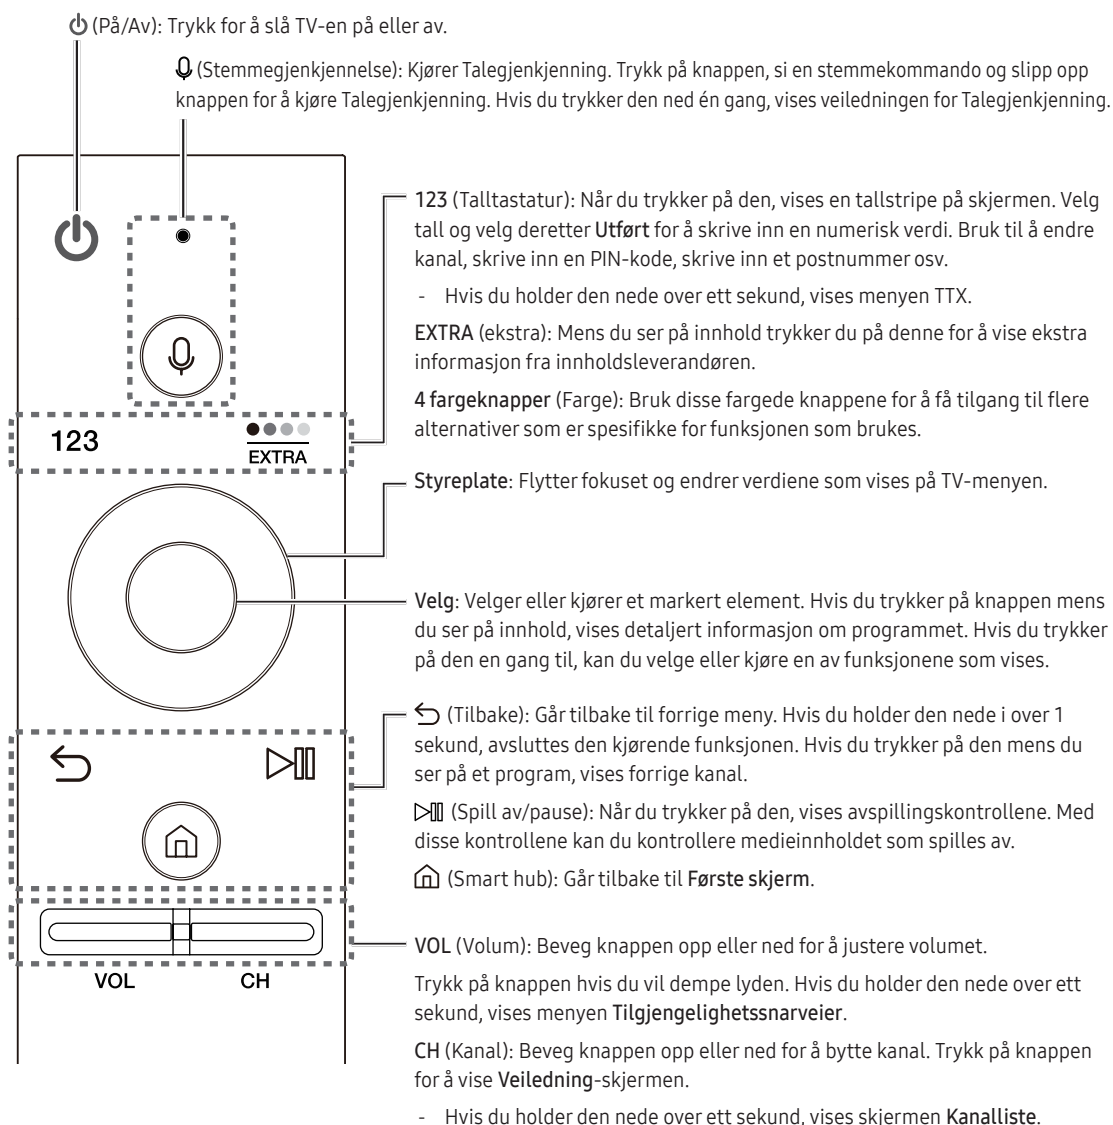 (På/Av): Trykk for å slå TV-en på eller av.
(Stemmegjenkjennelse): Kjører Talegjenkjenning. Trykk på knappen, si en stemmekommando og slipp opp
knappen for å kjøre Talegjenkjenning. Hvis du trykker den ned én gang, vises veiledningen for Talegjenkjenning.
123 (Talltastatur): Når du trykker på den, vises en tallstripe på skjermen. Velg
tall og velg deretter Utført for å skrive inn en numerisk verdi. Bruk til å endre
kanal, skrive inn en PIN-kode, skrive inn et postnummer osv.
- Hvis du holder den nede over ett sekund, vises menyen TTX.
EXTRA (ekstra): Mens du ser på innhold trykker du på denne for å vise ekstra
informasjon fra innholdsleverandøren.
4 fargeknapper (Farge): Bruk disse fargede knappene for å få tilgang til flere
alternativer som er spesifikke for funksjonen som brukes.
123
EXTRA
Styreplate: Flytter fokuset og endrer verdiene som vises på TV-menyen.
Velg: Velger eller kjører et markert element. Hvis du trykker på knappen mens
du ser på innhold, vises detaljert informasjon om programmet. Hvis du trykker
på den en gang til, kan du velge eller kjøre en av funksjonene som vises.
(Tilbake): Går tilbake til forrige meny. Hvis du holder den nede i over 1
sekund, avsluttes den kjørende funksjonen. Hvis du trykker på den mens du
ser på et program, vises forrige kanal.
(Spill av/pause): Når du trykker på den, vises avspillingskontrollene. Med
disse kontrollene kan du kontrollere medieinnholdet som spilles av.
(Smart hub): Går tilbake til Første skjerm.
VOL
CH
VOL (Volum): Beveg knappen opp eller ned for å justere volumet.
Trykk på knappen hvis du vil dempe lyden. Hvis du holder den nede over ett
sekund, vises menyen Tilgjengelighetssnarveier.
CH (Kanal): Beveg knappen opp eller ned for å bytte kanal. Trykk på knappen
for å vise Veiledning-skjermen.
- Hvis du holder den nede over ett sekund, vises skjermen Kanalliste.